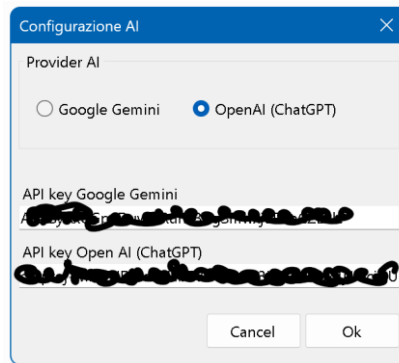 Configurazione AI
Provider AI
Google Gemini
OpenAI (ChatGPT)
API key Google Gemini
API key Open AI (ChatGPT)
Cancel
Ok